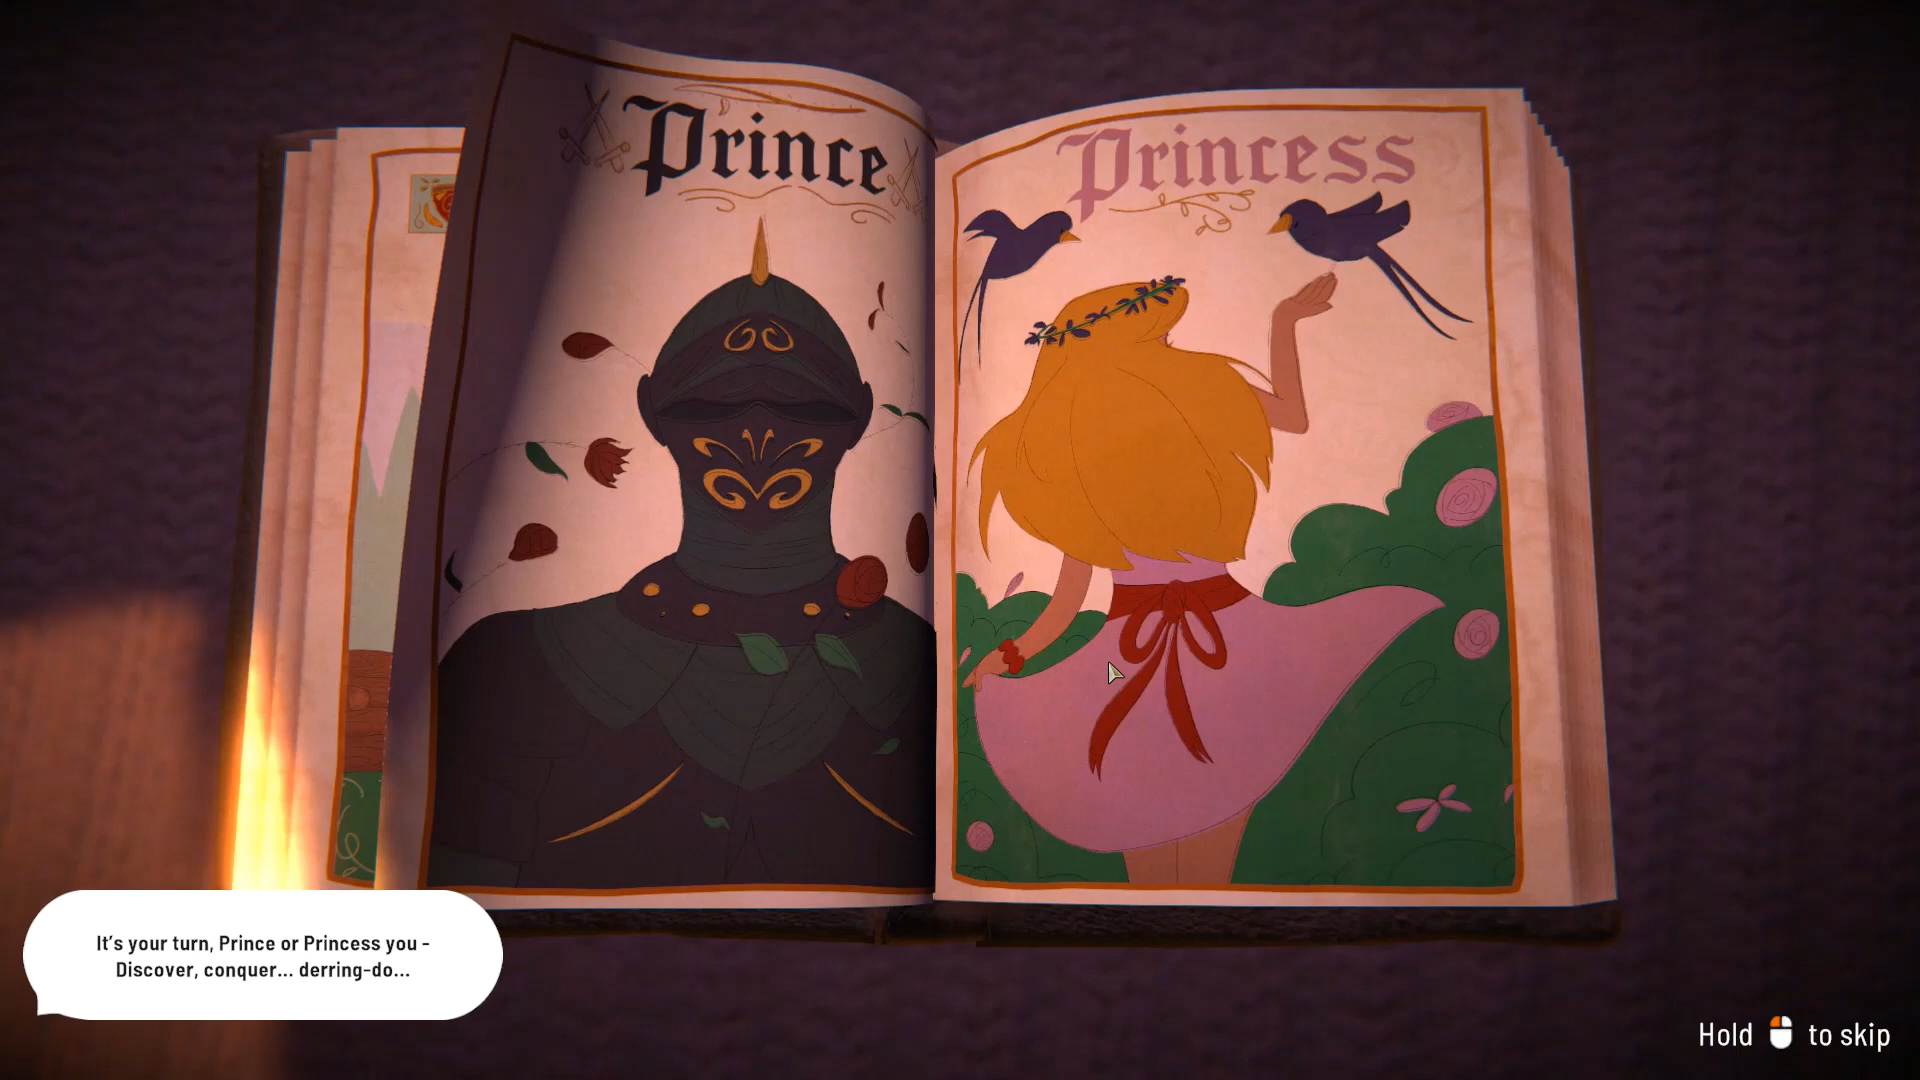 Prince
Princess
It's your turn, Prince or Princess you -
Discover, conquer... derring-do...
Hold to skip